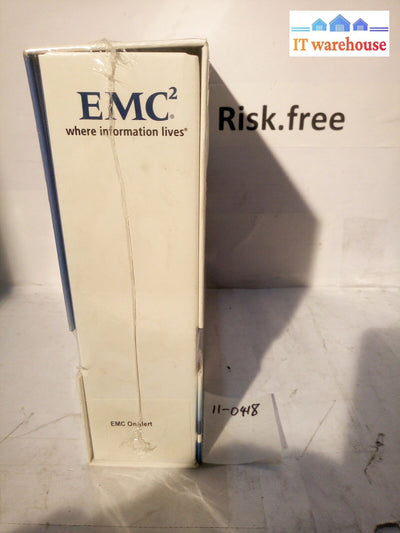 IT warehouse
EMC²
where information lives®
Risk.free
11-0418
EMC OnAlert